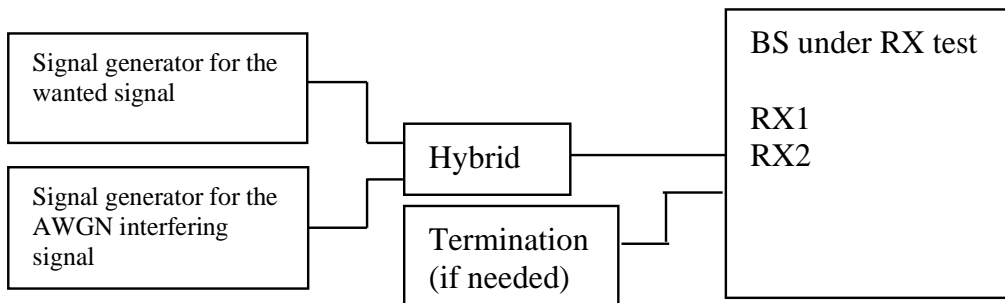 Signal generator for the
wanted signal
Signal generator for the
AWGN interfering
signal
Hybrid
Termination
(if needed)
BS under RX test
RX1
RX2